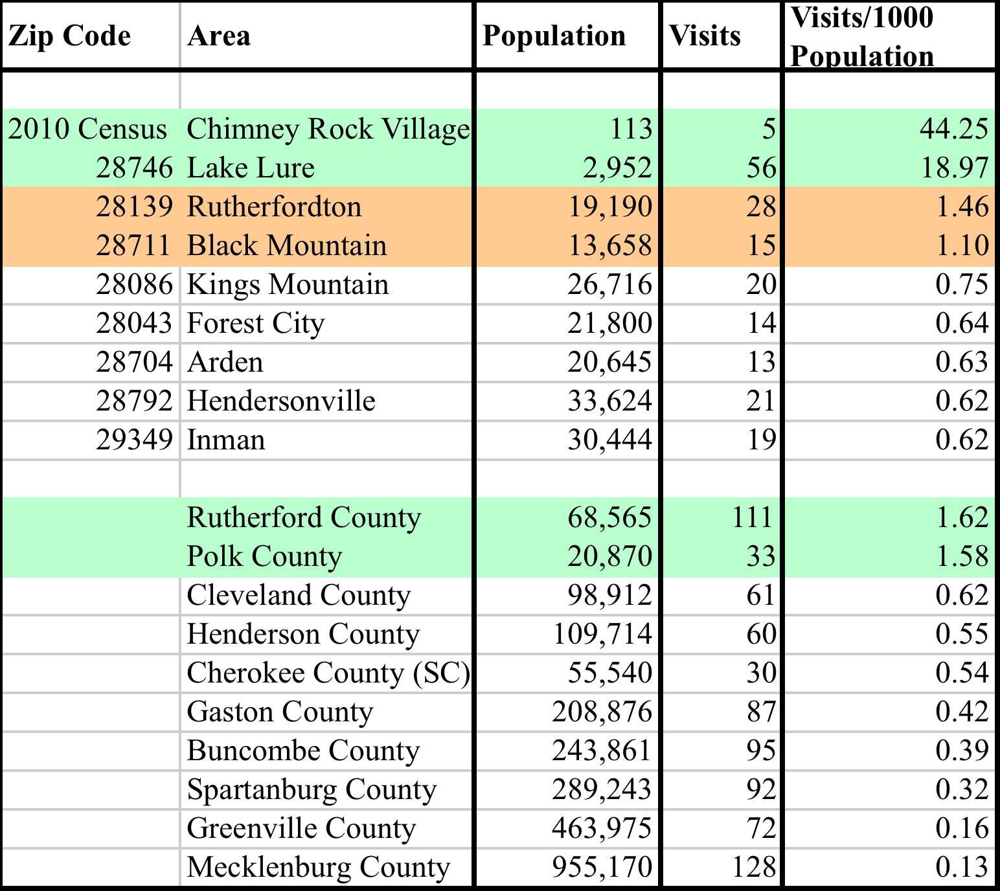 Zip Code Area Population Visits Visits/1000 Population
2010 Census Chimney Rock Village 113 5 44.25
28746 Lake Lure 2,952 56 18.97
28139 Rutherfordton 19,190 28 1.46
28711 Black Mountain 13,658 15 1.10
28086 Kings Mountain 26,716 20 0.75
28043 Forest City 21,800 14 0.64
28704 Arden 20,645 13 0.63
28792 Hendersonville 33,624 21 0.62
29349 Inman 30,444 19 0.62
Rutherford County 68,565 111 1.62
Polk County 20,870 33 1.58
Cleveland County 98,912 61 0.62
Henderson County 109,714 60 0.55
Cherokee County (SC) 55,540 30 0.54
Gaston County 208,876 87 0.42
Buncombe County 243,861 95 0.39
Spartanburg County 289,243 92 0.32
Greenville County 463,975 72 0.16
Mecklenburg County 955,170 128 0.13